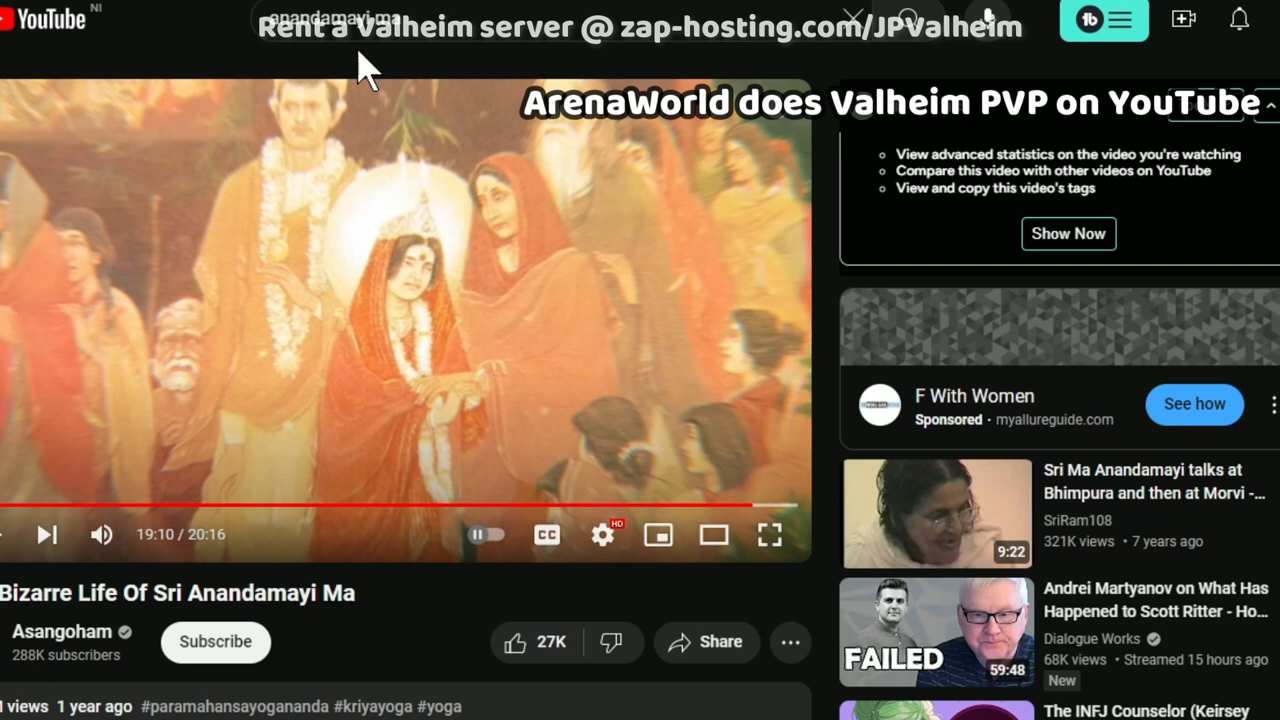 YouTube NI
anandamayi ma
Rent a Valheim server @ zap-hosting.com/JPValheim
ArenaWorld does Valheim PVP on YouTube
View advanced statistics on the video you're watching
Compare this video with other videos on YouTube
View and copy this video's tags
Show Now
F With Women
Sponsored · myallureguide.com
See how
19:10 / 20:16
CC
HD
Bizarre Life Of Sri Anandamayi Ma
Asangoham
288K subscribers
Subscribe
27K
Share
views 1 year ago #paramahansayogananda #kriyayoga #yoga
Sri Ma Anandamayi talks at
Bhimpura and then at Morvi -...
SriRam108
321K views • 7 years ago
9:22
Andrei Martyanov on What Has
Happened to Scott Ritter - Ho...
Dialogue Works
68K views • Streamed 15 hours ago
New
FAILED
59:48
The INFJ Counselor (Keirsey